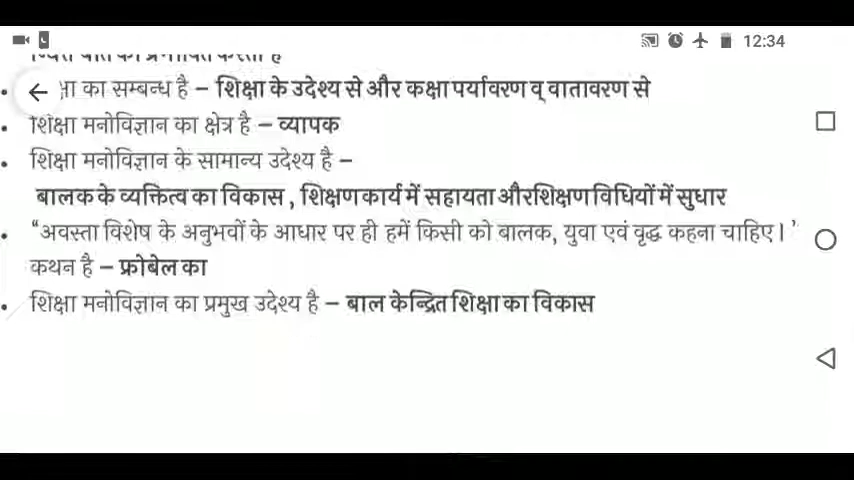 12:34
का सम्बन्ध है – शिक्षा के उदेश्य से और कक्षा पर्यावरण व् वातावरण से
शिक्षा मनोविज्ञान का क्षेत्र है – व्यापक
शिक्षा मनोविज्ञान के सामान्य उदेश्य है –
बालक के व्यक्तित्व का विकास , शिक्षण कार्य में सहायता औरशिक्षण विधियों में सुधार
“अवस्ता विशेष के अनुभवों के आधार पर ही हमें किसी को बालक, युवा एवं वृद्ध कहना चाहिए।’
कथन है – फ्रोबेल का
शिक्षा मनोविज्ञान का प्रमुख उदेश्य है – बाल केन्द्रित शिक्षा का विकास